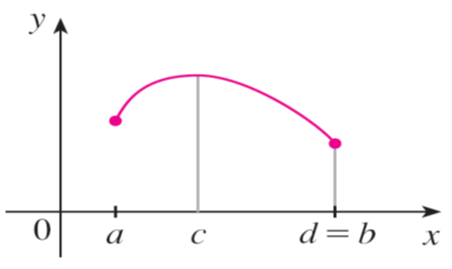 y
0 a c d = b x